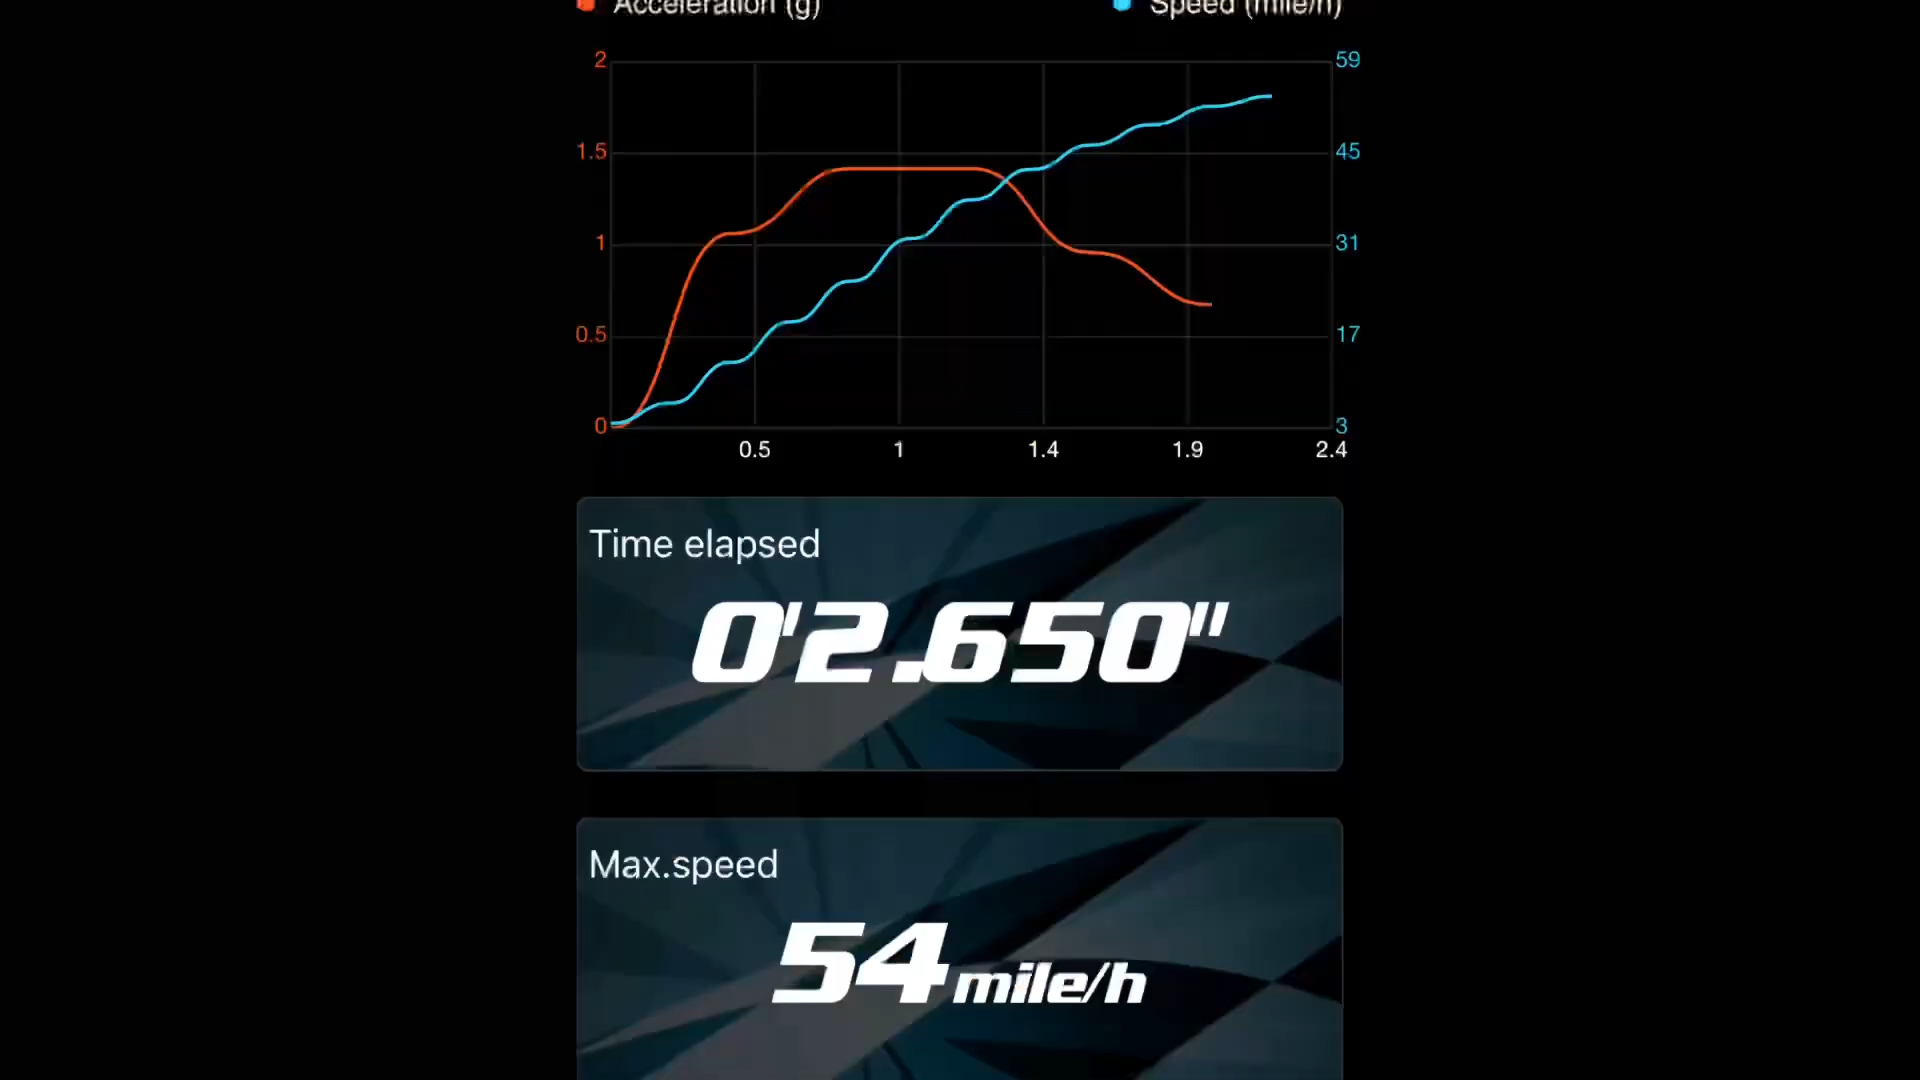 Acceleration (g) Speed (mile/h)
2 59
1.5 45
1 31
0.5 17
0 3
0.5 1 1.4 1.9 2.4
Time elapsed
0'2.650"
Max.speed
54 mile/h